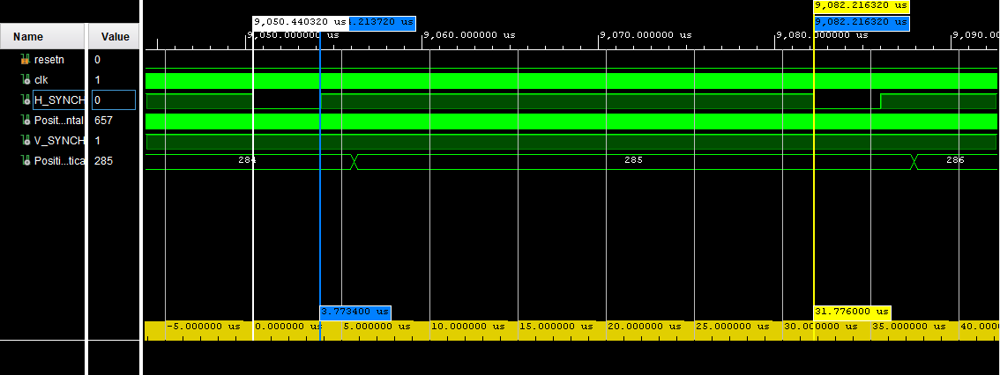 9,082.216320 us
9,050.440320 us
.213720 us
9,082.216320 us
Name
Value
9,050.000000 us
9,060.000000 us
9,070.000000 us
9,080.000000 us
9,090.0
resetn
0
clk
1
H_SYNCH
0
Posit...ntal
657
V_SYNCH
1
Positi...tica
285
284
285
286
3.773400 us
31.776000 us
-5.000000 us
0.000000 us
5.000000 us
10.000000 us
15.000000 us
20.000000 us
25.000000 us
30.000000 us
35.000000 us
40.0000